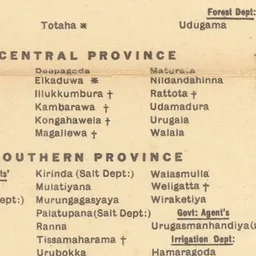 Forest Dept:
Totaha * Udugama
CENTRAL PROVINCE
Deepagoda Maturata
Elkaduwa * Nildandahinna
Illukkumbura † Rattota †
Kambarawa † Udamadura
Kongahawela † Urugala
Magallewa † Walala
SOUTHERN PROVINCE
Kirinda (Salt Dept:) Walasmulla
Mulatiyana Weligatta †
ept:) Murungagasyaya Wiraketiya
Palatupana (Salt Dept:) Govt: Agent's
Ranna Urugasmanhandiya
Tissamaharama † Irrigation Dept:
Urubokka Hamaragoda